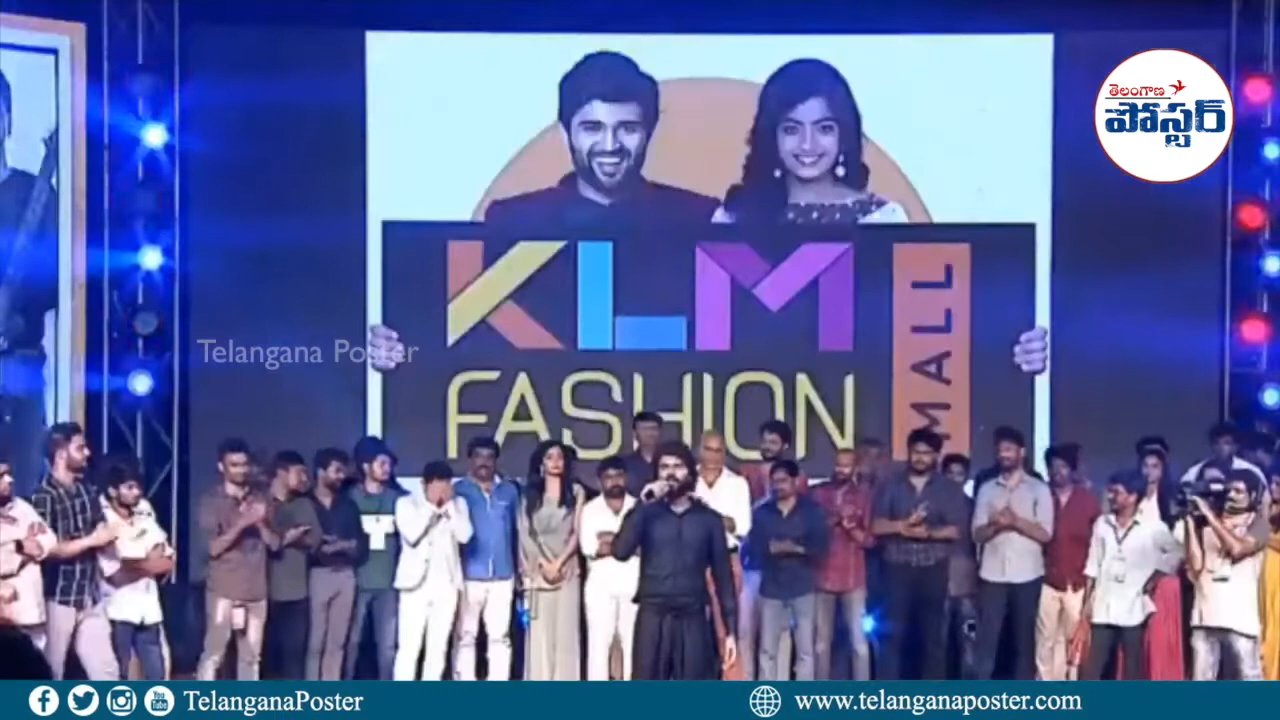 తెలంగాణ
పోస్టర్
KLM
FASHION
MALL
Telangana Poster
TelanganaPoster
www.telanganaposter.com